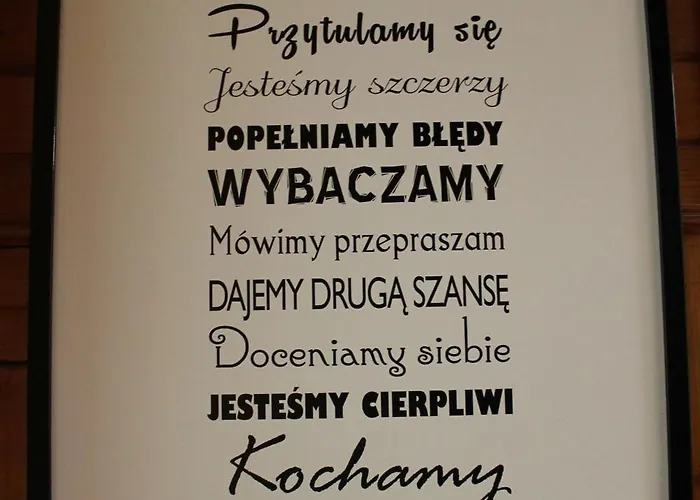 Przytulamy się
Jesteśmy szczerzy
POPEŁNIAMY BŁĘDY
WYBACZAMY
Mówimy przepraszam
DAJEMY DRUGĄ SZANSĘ
Doceniamy siebie
JESTEŚMY CIERPLIWI
Kochamy